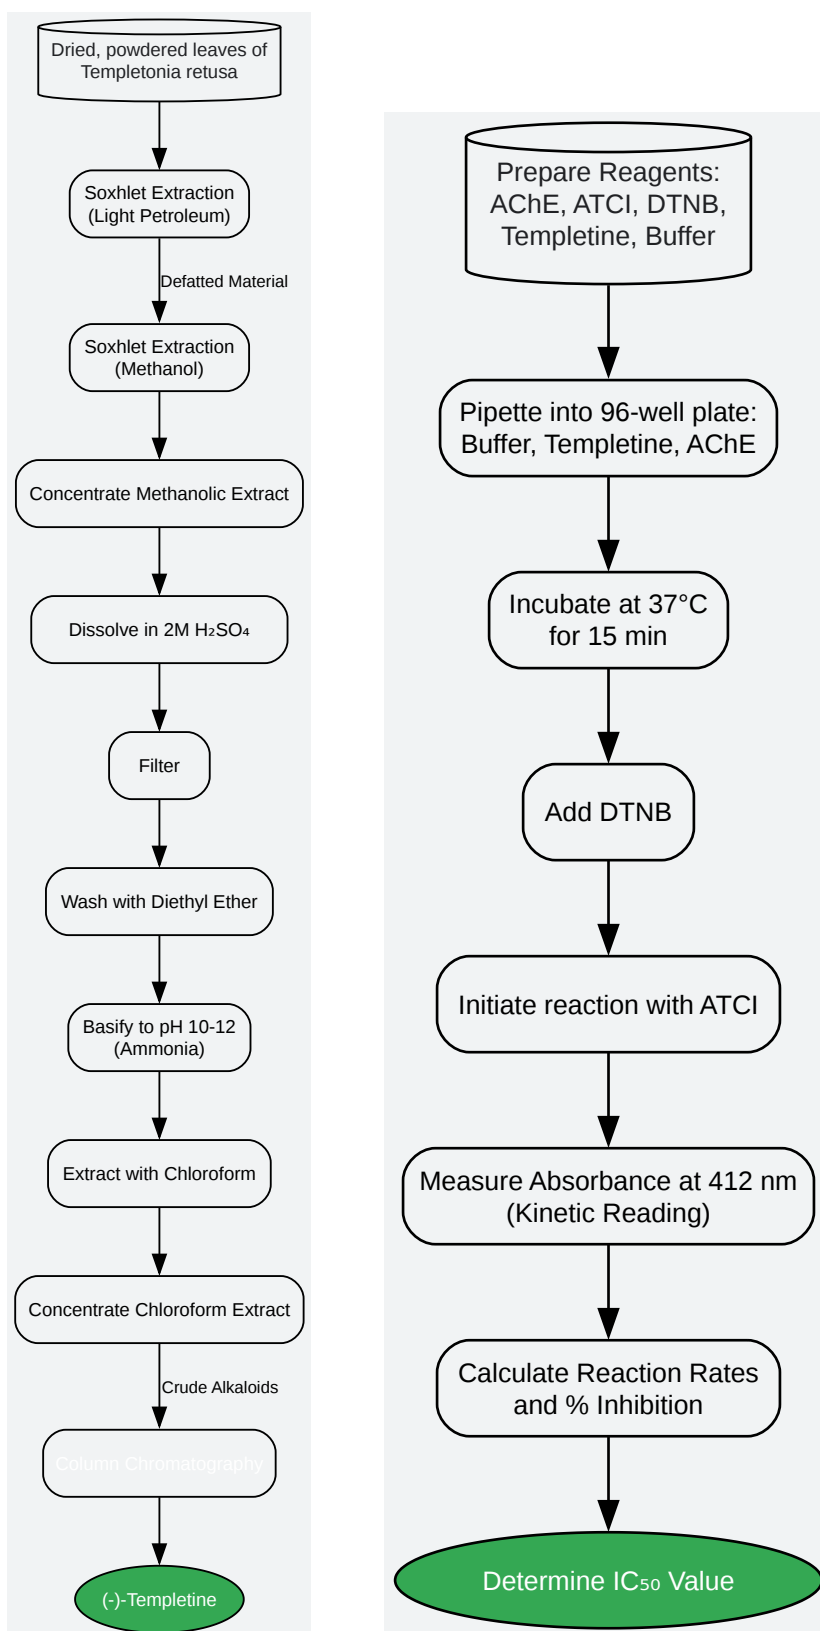 Dried, powdered leaves of
Templetonia retusa
Soxhlet Extraction
(Light Petroleum)
Defatted Material
Soxhlet Extraction
(Methanol)
Concentrate Methanolic Extract
Dissolve in 2M H₂SO₄
Filter
Wash with Diethyl Ether
Basify to pH 10-12
(Ammonia)
Extract with Chloroform
Concentrate Chloroform Extract
Crude Alkaloids
Column Chromatography
(-)-Templetine
Prepare Reagents:
AChE, ATCI, DTNB,
Templetine, Buffer
Pipette into 96-well plate:
Buffer, Templetine, AChE
Incubate at 37°C
for 15 min
Add DTNB
Initiate reaction with ATCI
Measure Absorbance at 412 nm
(Kinetic Reading)
Calculate Reaction Rates
and % Inhibition
Determine IC₅₀ Value